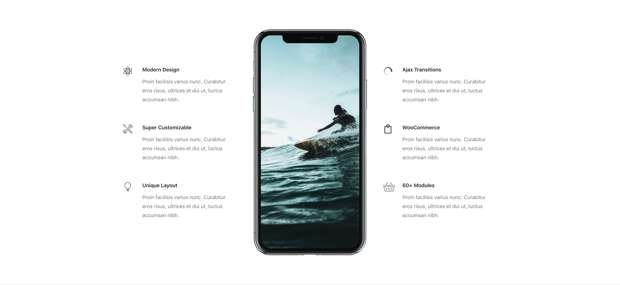 Modern Design
Proin facilisis varius nunc. Curabitur
eros risus, ultrices et dui ut, luctus
accumsan nibh.
Super Customizable
Proin facilisis varius nunc. Curabitur
eros risus, ultrices et dui ut, luctus
accumsan nibh.
Unique Layout
Proin facilisis varius nunc. Curabitur
eros risus, ultrices et dui ut, luctus
accumsan nibh.
Ajax Transitions
Proin facilisis varius nunc. Curabitur
eros risus, ultrices et dui ut, luctus
accumsan nibh.
WooCommerce
Proin facilisis varius nunc. Curabitur
eros risus, ultrices et dui ut, luctus
accumsan nibh.
60+ Modules
Proin facilisis varius nunc. Curabitur
eros risus, ultrices et dui ut, luctus
accumsan nibh.